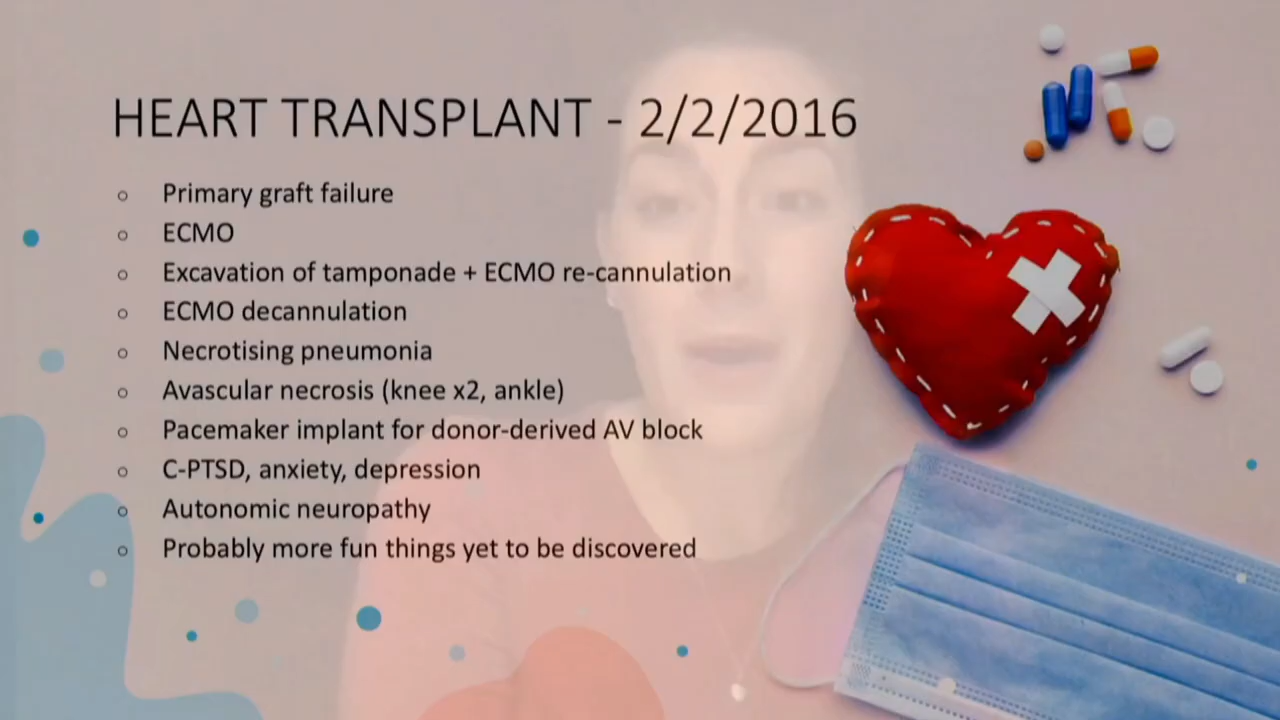 HEART TRANSPLANT - 2/2/2016
Primary graft failure
ECMO
Excavation of tamponade + ECMO re-cannulation
ECMO decannulation
Necrotising pneumonia
Avascular necrosis (knee x2, ankle)
Pacemaker implant for donor-derived AV block
C-PTSD, anxiety, depression
Autonomic neuropathy
Probably more fun things yet to be discovered